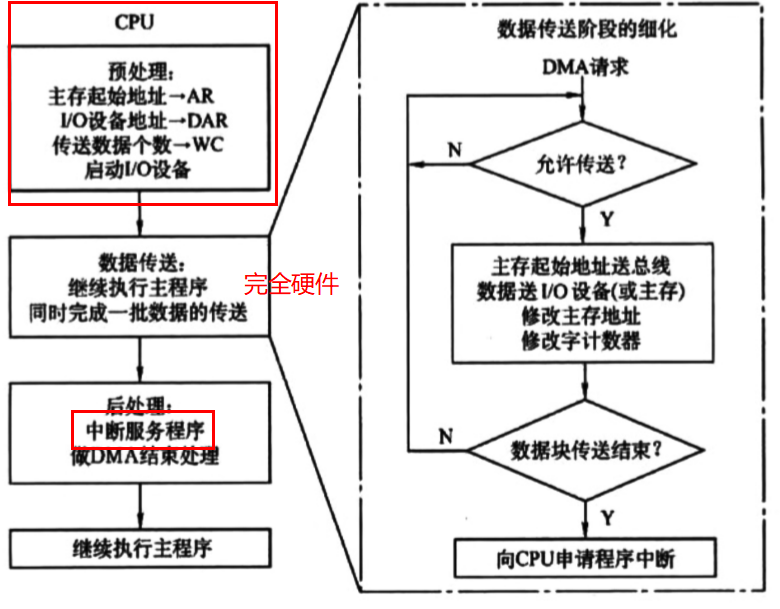 CPU
预处理：
主存起始地址→AR
I/O设备地址→DAR
传送数据个数→WC
启动I/O设备
数据传送：
继续执行主程序
同时完成一批数据的传送
完全硬件
后处理：
中断服务程序
做DMA结束处理
继续执行主程序
数据传送阶段的细化
DMA请求
允许传送？
N
Y
主存起始地址送总线
数据送I/O设备(或主存)
修改主存地址
修改字计数器
数据块传送结束？
N
Y
向CPU申请程序中断